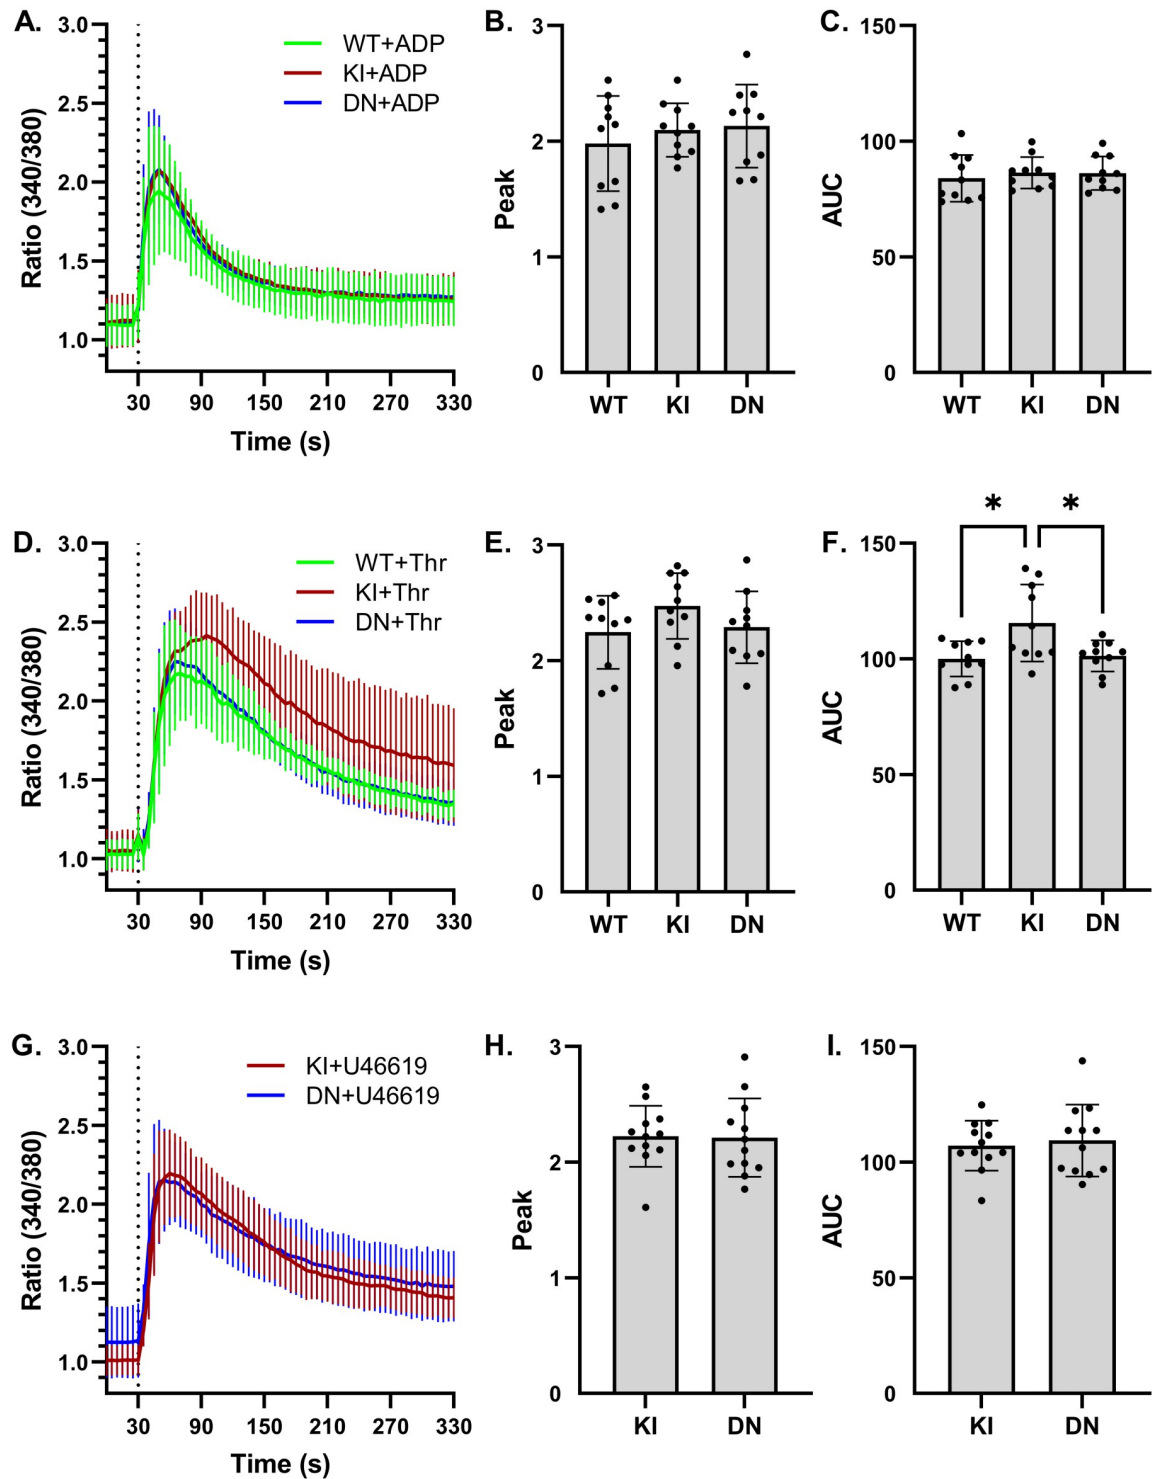 A.
3.0
2.5
2.0
1.5
1.0
Ratio (340/380)
WT+ADP
KI+ADP
DN+ADP
30 90 150 210 270 330
Time (s)
B.
3
2
1
0
Peak
WT KI DN
C.
150
100
50
0
AUC
WT KI DN
D.
3.0
2.5
2.0
1.5
1.0
Ratio (340/380)
WT+Thr
KI+Thr
DN+Thr
30 90 150 210 270 330
Time (s)
E.
3
2
1
0
Peak
WT KI DN
F.
* *
150
100
50
0
AUC
WT KI DN
G.
3.0
2.5
2.0
1.5
1.0
Ratio (340/380)
KI+U46619
DN+U46619
30 90 150 210 270 330
Time (s)
H.
3
2
1
0
Peak
KI DN
I.
150
100
50
0
AUC
KI DN